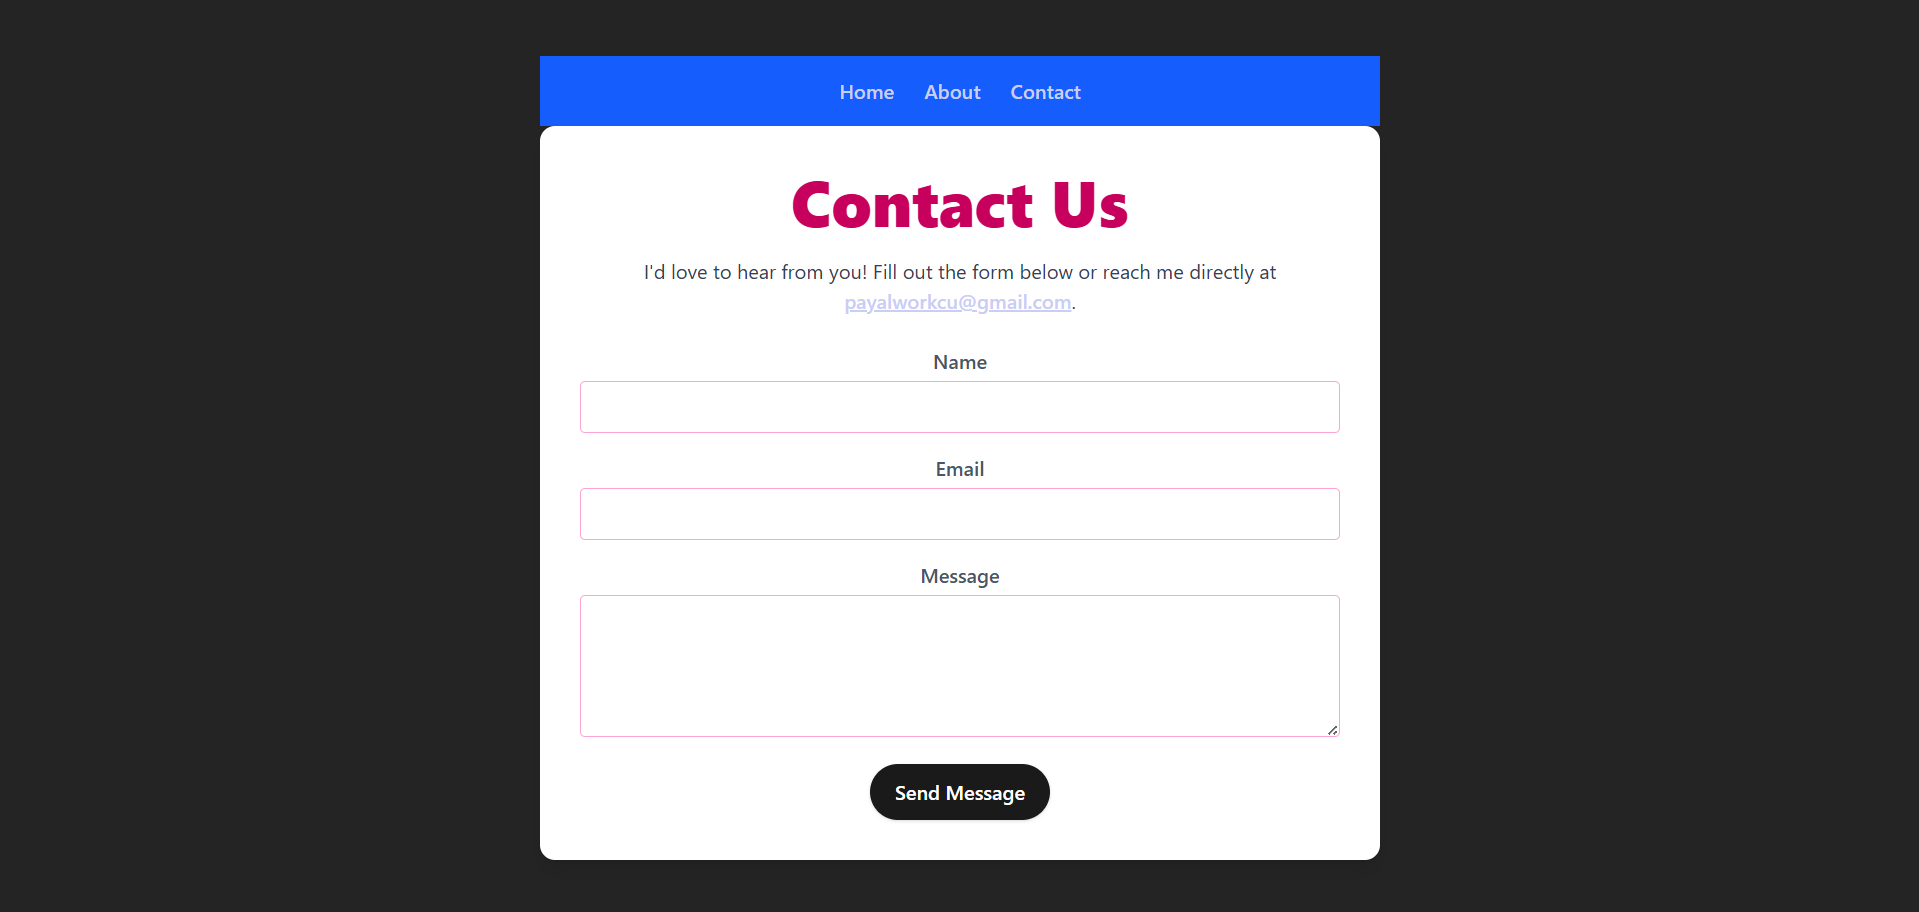 Home About Contact
Contact Us
I'd love to hear from you! Fill out the form below or reach me directly at
payalworkcu@gmail.com.
Name
Email
Message
Send Message